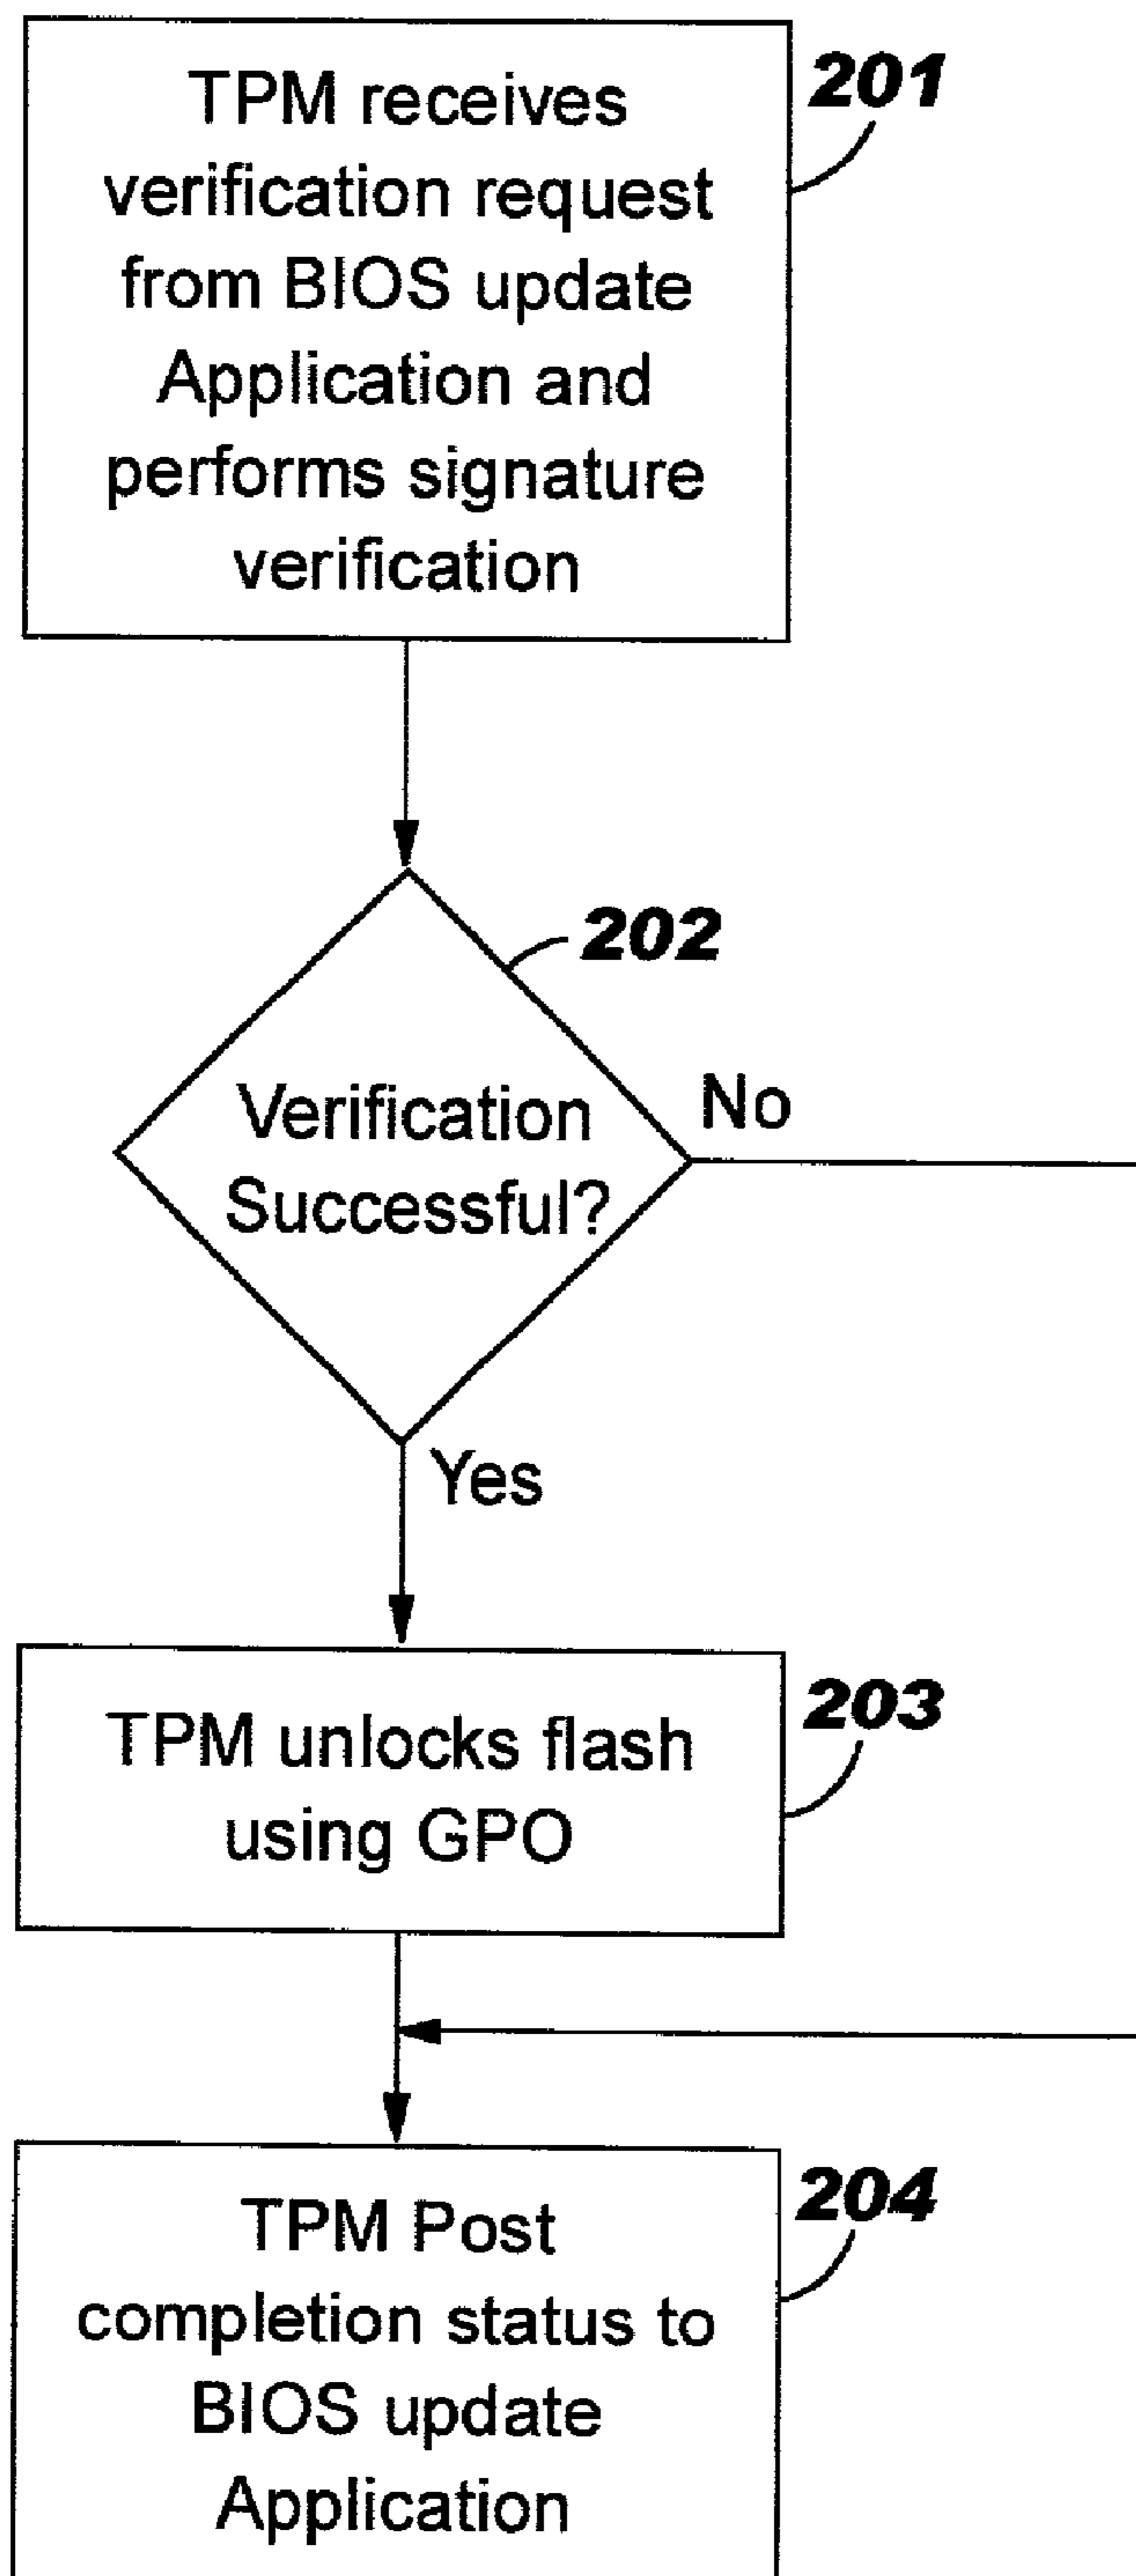 TPM receives
verification request
from BIOS update
Application and
performs signature
verification
201
202
Verification
Successful?
No
Yes
TPM unlocks flash
using GPO
203
TPM Post
completion status to
BIOS update
Application
204